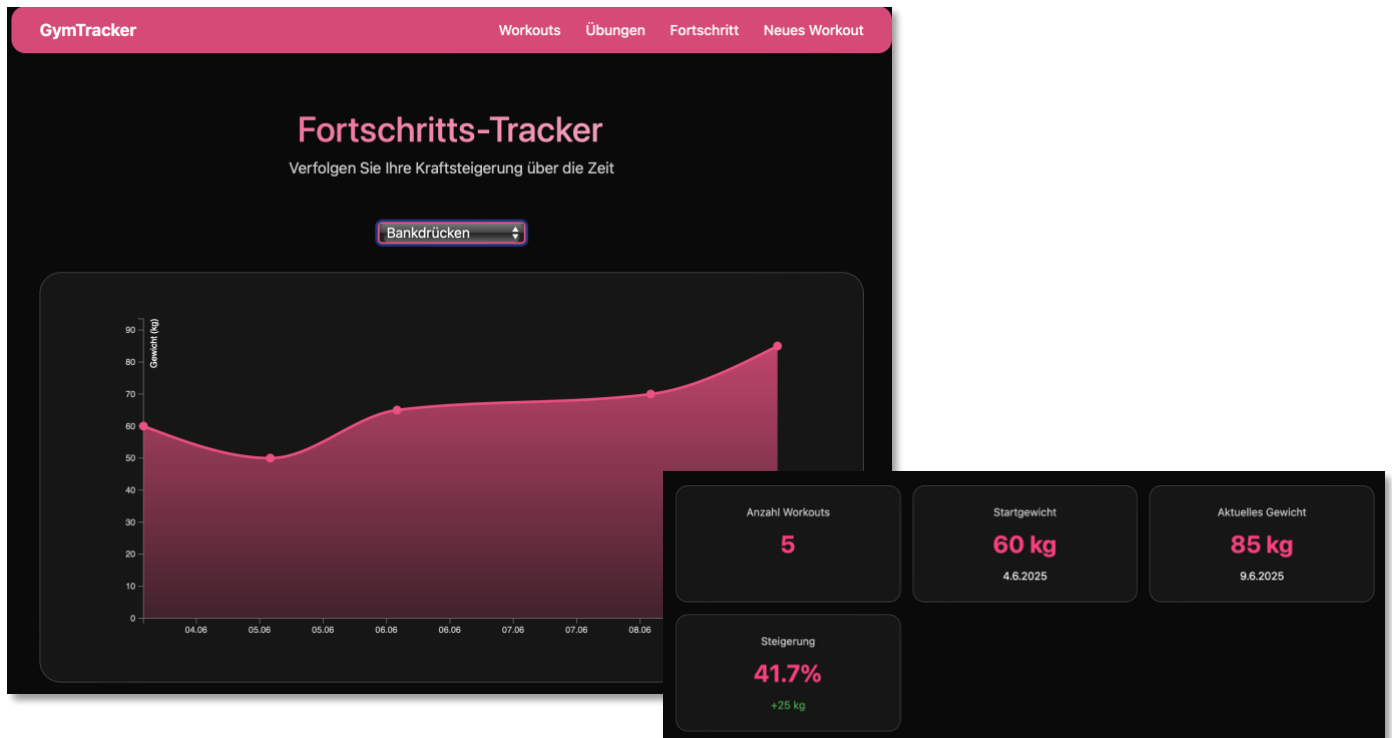 GymTracker
Workouts Übungen Fortschritt Neues Workout
Fortschritts-Tracker
Verfolgen Sie Ihre Kraftsteigerung über die Zeit
Bankdrücken
Gewicht (kg)
90
80
70
60
50
40
30
20
10
0
04.06 05.06 05.06 06.06 06.06 07.06 07.06 08.06
Anzahl Workouts
5
Startgewicht
60 kg
4.6.2025
Aktuelles Gewicht
85 kg
9.6.2025
Steigerung
41.7%
+25 kg